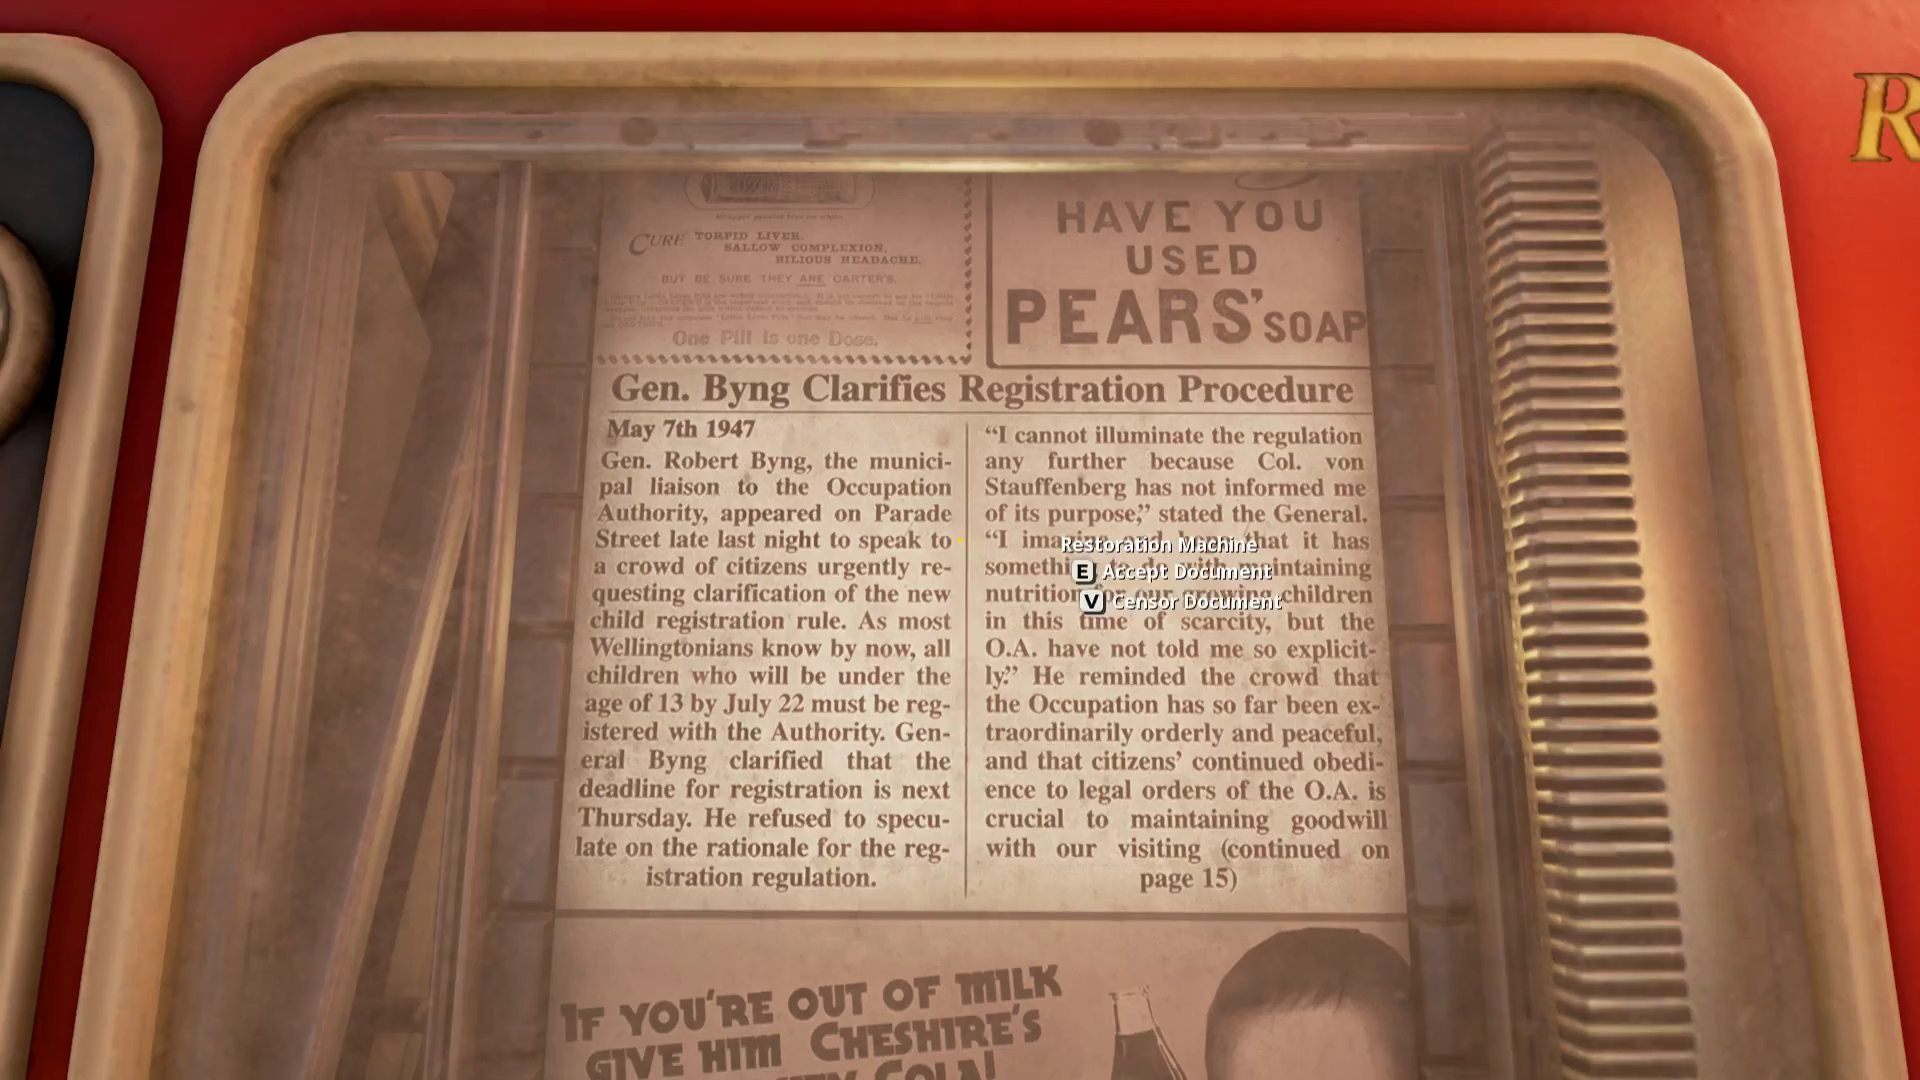 CURE TORPID LIVER,
SALLOW COMPLEXION,
BILIOUS HEADACHE.
BUT BE SURE THEY ARE CARTER'S.
One Pill is one Dose.
HAVE YOU
USED
PEARS' SOAP
R
Gen. Byng Clarifies Registration Procedure
May 7th 1947
Gen. Robert Byng, the munici-
pal liaison to the Occupation
Authority, appeared on Parade
Street late last night to speak to
a crowd of citizens urgently re-
questing clarification of the new
child registration rule. As most
Wellingtonians know by now, all
children who will be under the
age of 13 by July 22 must be reg-
istered with the Authority. Gen-
eral Byng clarified that the
deadline for registration is next
Thursday. He refused to specu-
late on the rationale for the reg-
istration regulation.
“I cannot illuminate the regulation
any further because Col. von
Stauffenberg has not informed me
of its purpose,” stated the General.
“I that it has
intaining
nutrition children
in this time of scarcity, but the
O.A. have not told me so explicit-
ly.” He reminded the crowd that
the Occupation has so far been ex-
traordinarily orderly and peaceful,
and that citizens’ continued obedi-
ence to legal orders of the O.A. is
crucial to maintaining goodwill
with our visiting (continued on
page 15)
Restoration Machine
E Accept Document
V Censor Document
IF YOU'RE OUT OF MILK
GIVE HIM CHESHIRE'S
COLA!